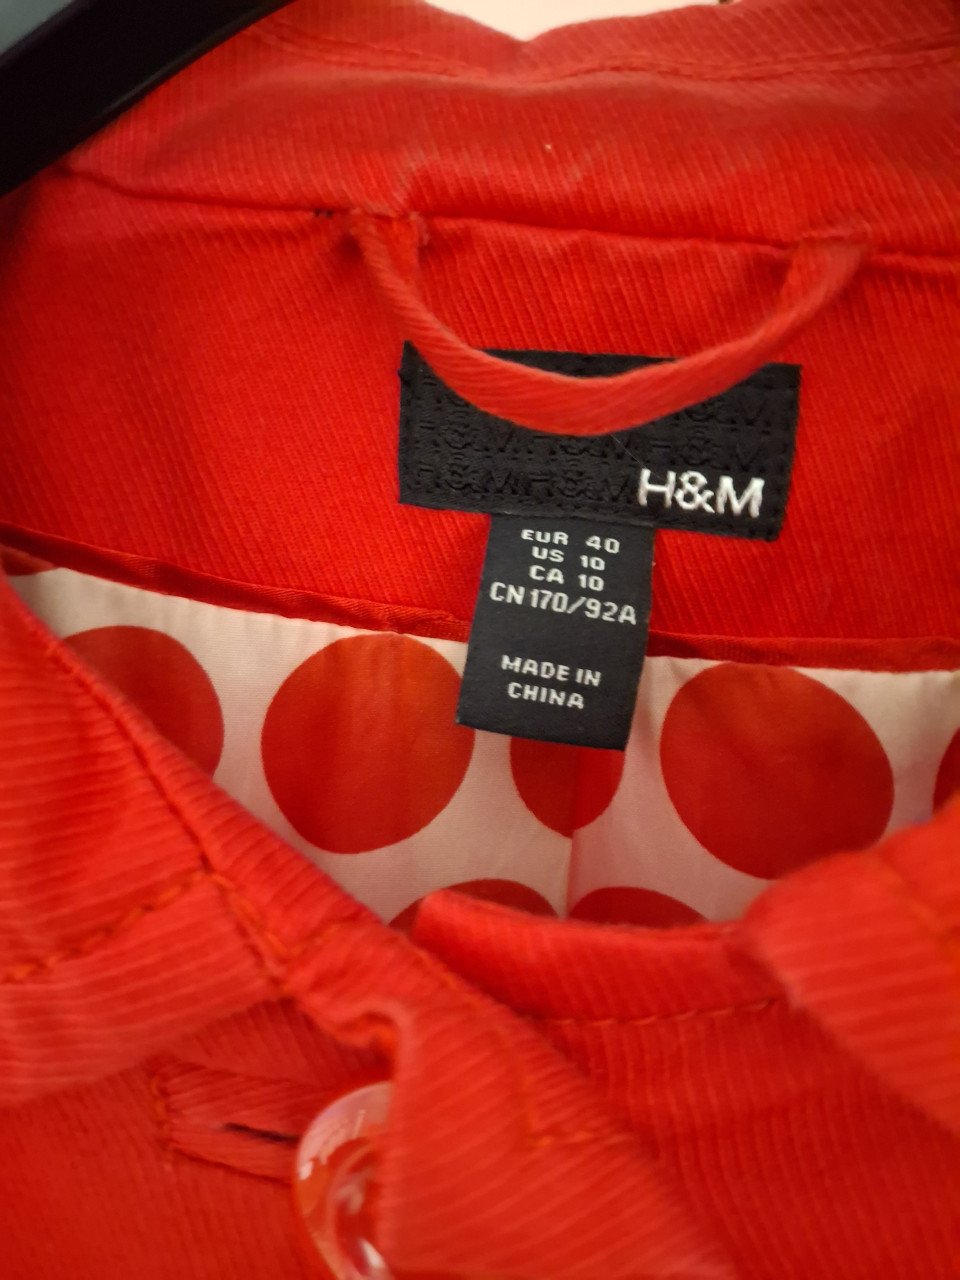 H&M
EUR 40
US 10
CA 10
CN 170/92A
MADE IN
CHINA